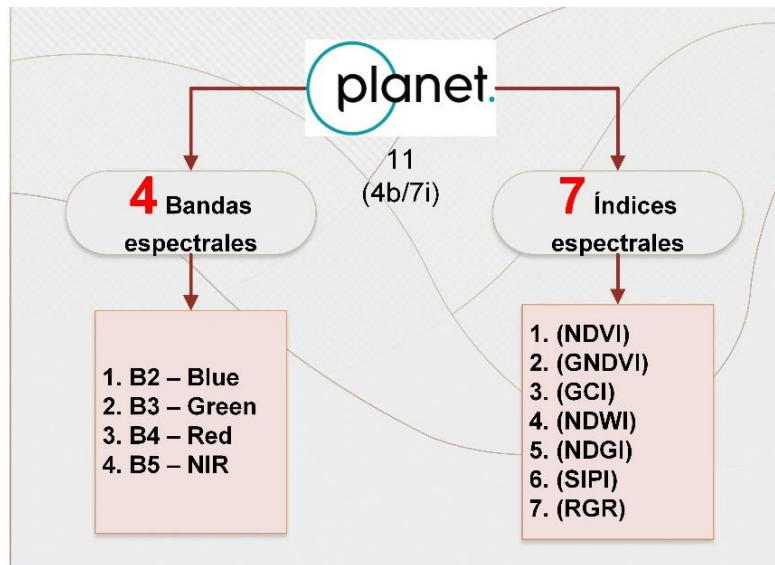 planet.
11
(4b/7i)
4 Bandas
espectrales
7 Índices
espectrales
1. B2 – Blue
2. B3 – Green
3. B4 – Red
4. B5 – NIR
1. (NDVI)
2. (GNDVI)
3. (GCI)
4. (NDWI)
5. (NDGI)
6. (SIPI)
7. (RGR)